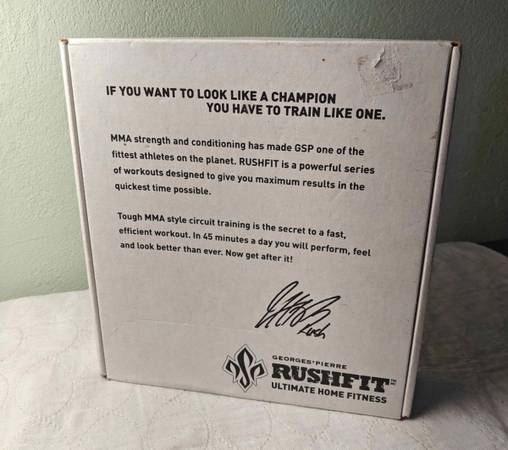 IF YOU WANT TO LOOK LIKE A CHAMPION
YOU HAVE TO TRAIN LIKE ONE.
MMA strength and conditioning has made GSP one of the
fittest athletes on the planet. RUSHFIT is a powerful series
of workouts designed to give you maximum results in the
quickest time possible.
Tough MMA style circuit training is the secret to a fast,
efficient workout. In 45 minutes a day you will perform, feel
and look better than ever. Now get after it!
Rush
GEORGES ST-PIERRE
RUSHFIT™
ULTIMATE HOME FITNESS